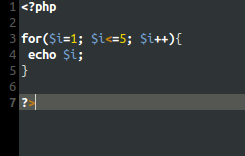 1 <?php
2
3 for($i=1; $i<=5; $i++){
4  echo $i;
5 }
6
7 ?>